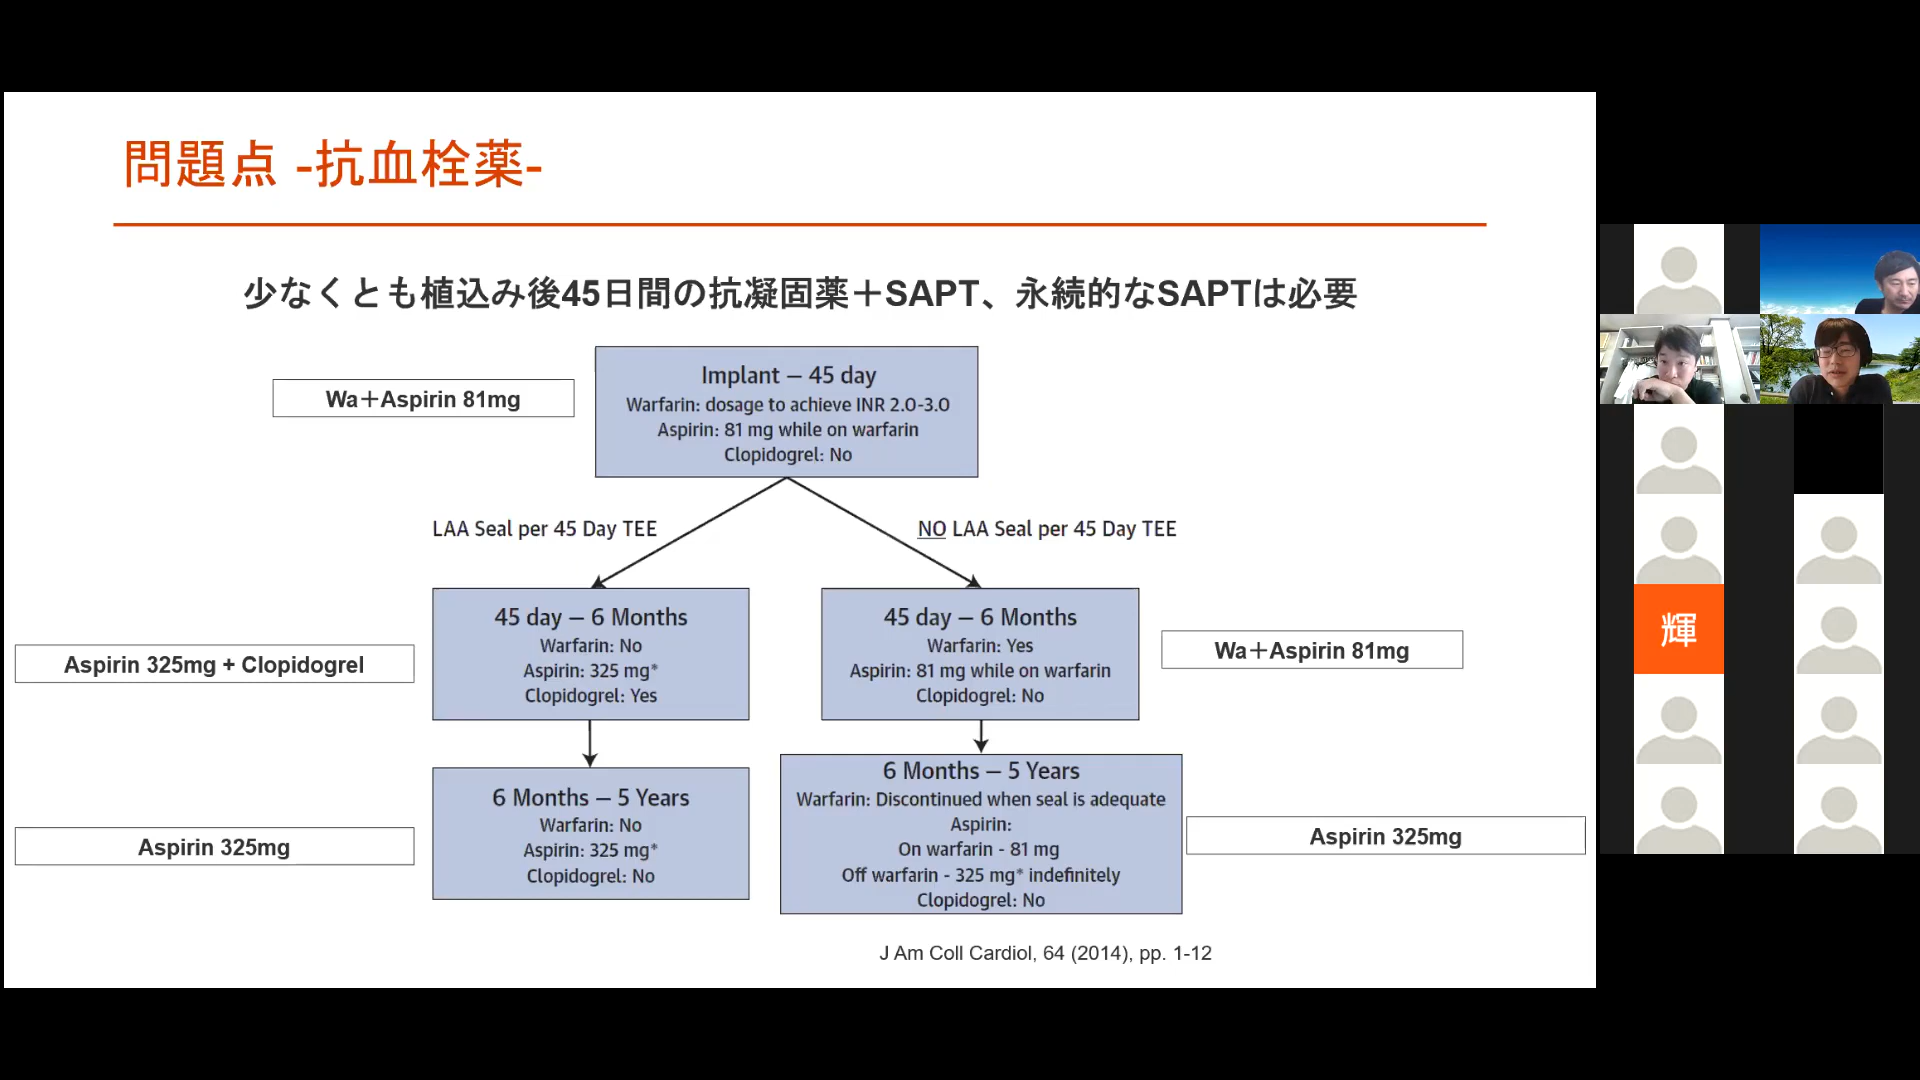 問題点 -抗血栓薬-
少なくとも植込み後45日間の抗凝固薬＋SAPT、永続的なSAPTは必要
Wa＋Aspirin 81mg
Implant – 45 day
Warfarin: dosage to achieve INR 2.0-3.0
Aspirin: 81 mg while on warfarin
Clopidogrel: No
LAA Seal per 45 Day TEE
NO LAA Seal per 45 Day TEE
Aspirin 325mg + Clopidogrel
45 day – 6 Months
Warfarin: No
Aspirin: 325 mg*
Clopidogrel: Yes
45 day – 6 Months
Warfarin: Yes
Aspirin: 81 mg while on warfarin
Clopidogrel: No
Wa＋Aspirin 81mg
Aspirin 325mg
6 Months – 5 Years
Warfarin: No
Aspirin: 325 mg*
Clopidogrel: No
6 Months – 5 Years
Warfarin: Discontinued when seal is adequate
Aspirin:
On warfarin - 81 mg
Off warfarin - 325 mg* indefinitely
Clopidogrel: No
Aspirin 325mg
J Am Coll Cardiol, 64 (2014), pp. 1-12
輝